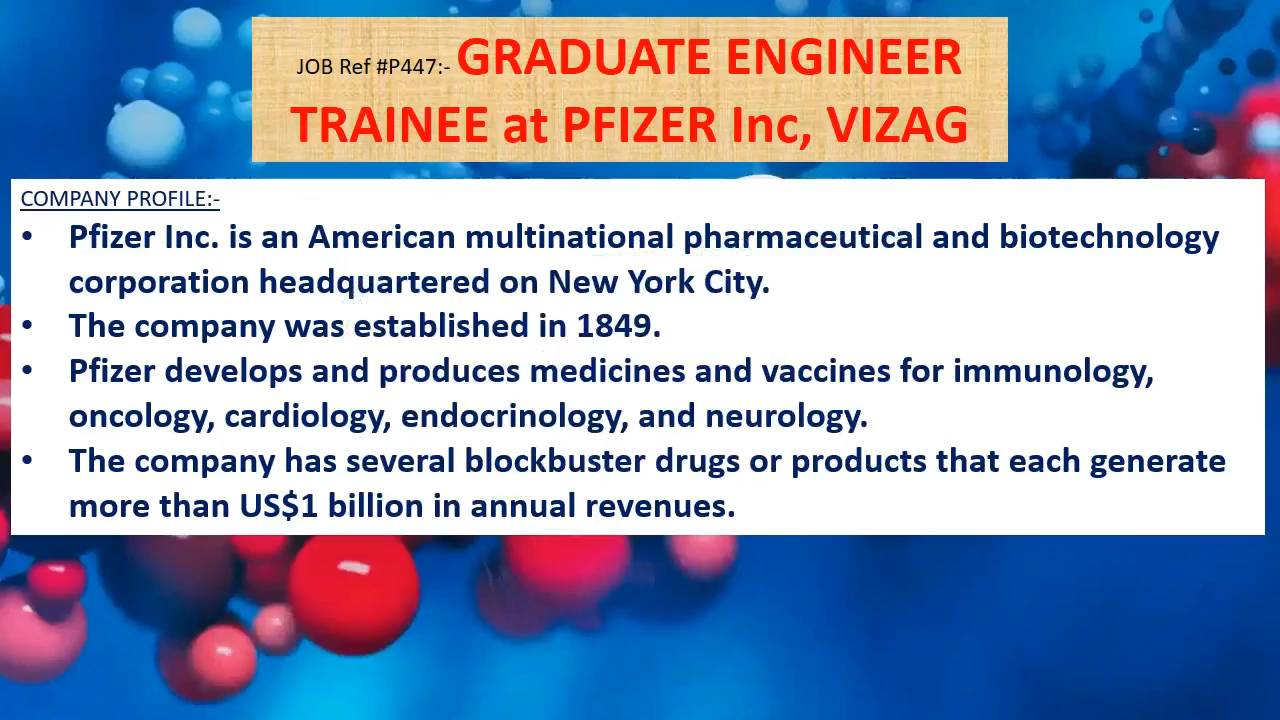 JOB Ref #P447:- GRADUATE ENGINEER
TRAINEE at PFIZER Inc, VIZAG
COMPANY PROFILE:-
• Pfizer Inc. is an American multinational pharmaceutical and biotechnology
corporation headquartered on New York City.
• The company was established in 1849.
• Pfizer develops and produces medicines and vaccines for immunology,
oncology, cardiology, endocrinology, and neurology.
• The company has several blockbuster drugs or products that each generate
more than US$1 billion in annual revenues.